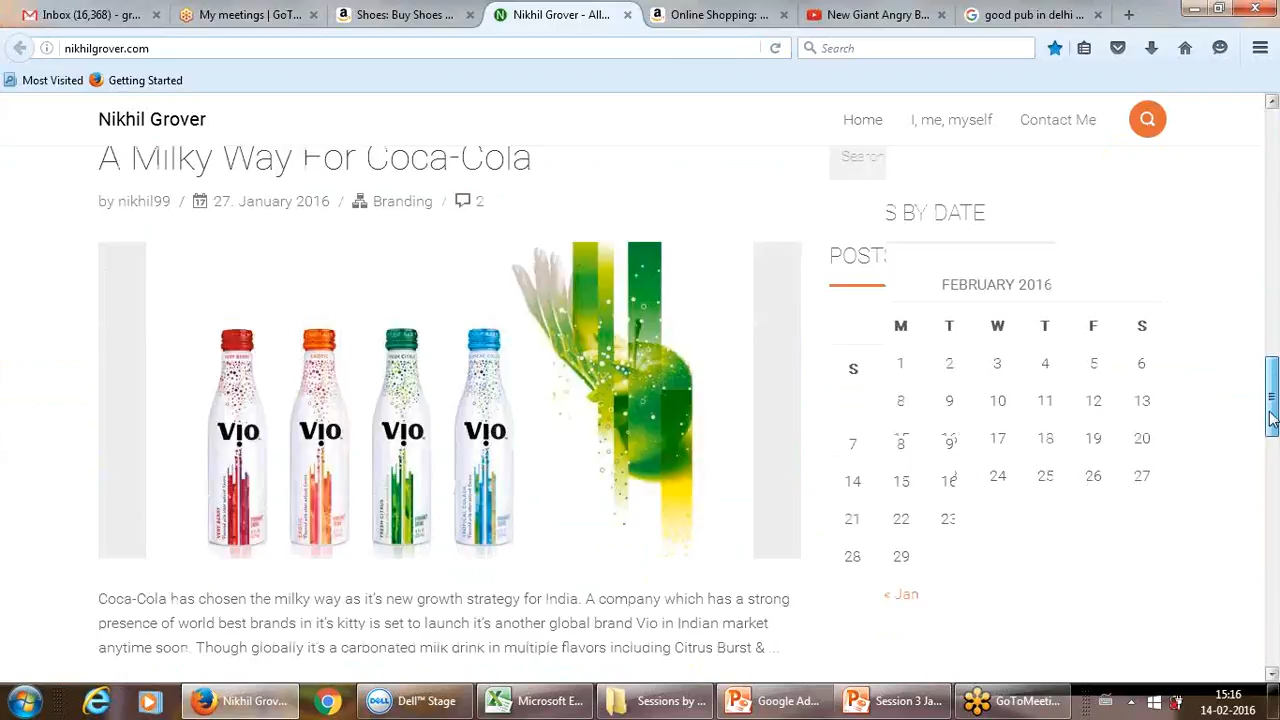 Inbox (16,368) - gr...
My meetings | GoT...
Shoes: Buy Shoes ...
Nikhil Grover - All...
Online Shopping: ...
New Giant Angry B...
good pub in delhi ...
nikhilgrover.com
Search
Most Visited
Getting Started
Nikhil Grover
Home
I, me, myself
Contact Me
A Milky Way For Coca-Cola
by nikhil99 / 27. January 2016 / Branding / 2
Vio
Vio
Vio
Vio
Coca-Cola has chosen the milky way as it's new growth strategy for India. A company which has a strong
presence of world best brands in it's kitty is set to launch it's another global brand Vio in Indian market
anytime soon. Though globally it's a carbonated milk drink in multiple flavors including Citrus Burst & ...
Search
S BY DATE
POSTS
FEBRUARY 2016
M T W T F S
S
1 2 3 4 5 6
8 9 10 11 12 13
7 8 9
17 18 19 20
14 15 16
24 25 26 27
21 22 23
28 29
« Jan
Nikhil Grov...
Dell™ Stage
Microsoft E...
Sessions by ...
Google Ad...
Session 3 Ja...
GoToMeeti...
15:16
14-02-2016